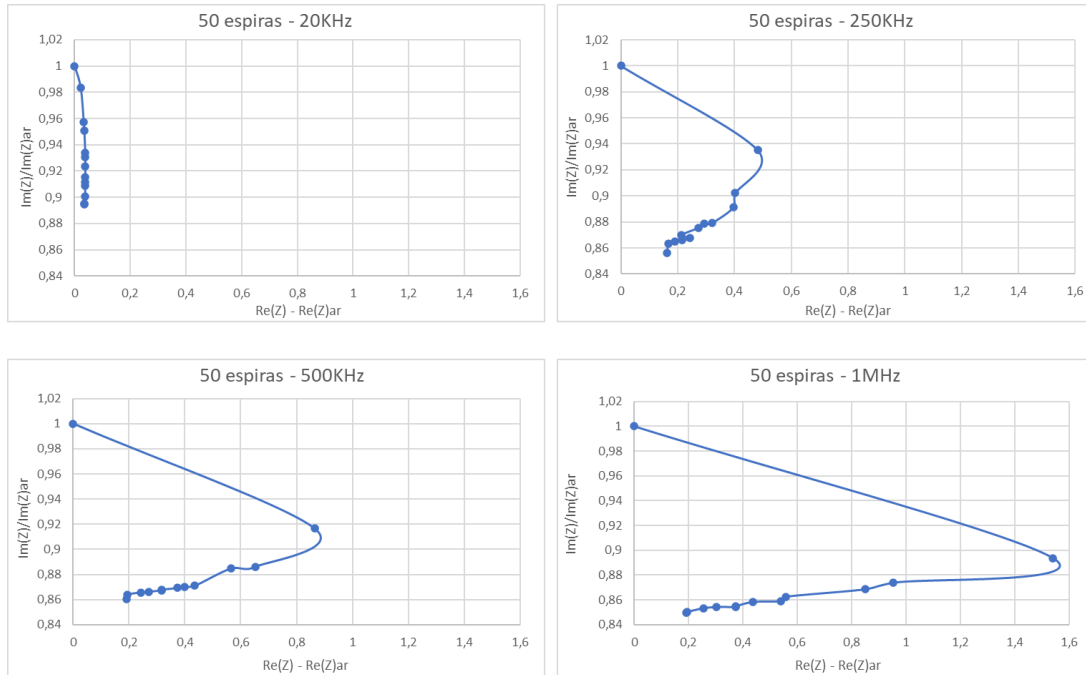 50 espiras - 20KHz
1,02
1
0,98
0,96
0,94
0,92
0,9
0,88
0,86
0,84
Im(Z)/Im(Z)ar
0 0,2 0,4 0,6 0,8 1 1,2 1,4 1,6
Re(Z) - Re(Z)ar
50 espiras - 250KHz
1,02
1
0,98
0,96
0,94
0,92
0,9
0,88
0,86
0,84
Im(Z)/Im(Z)ar
0 0,2 0,4 0,6 0,8 1 1,2 1,4 1,6
Re(Z) - Re(Z)ar
50 espiras - 500KHz
1,02
1
0,98
0,96
0,94
0,92
0,9
0,88
0,86
0,84
Im(Z)/Im(Z)ar
0 0,2 0,4 0,6 0,8 1 1,2 1,4 1,6
Re(Z) - Re(Z)ar
50 espiras - 1MHz
1,02
1
0,98
0,96
0,94
0,92
0,9
0,88
0,86
0,84
Im(Z)/Im(Z)ar
0 0,2 0,4 0,6 0,8 1 1,2 1,4 1,6
Re(Z) - Re(Z)ar